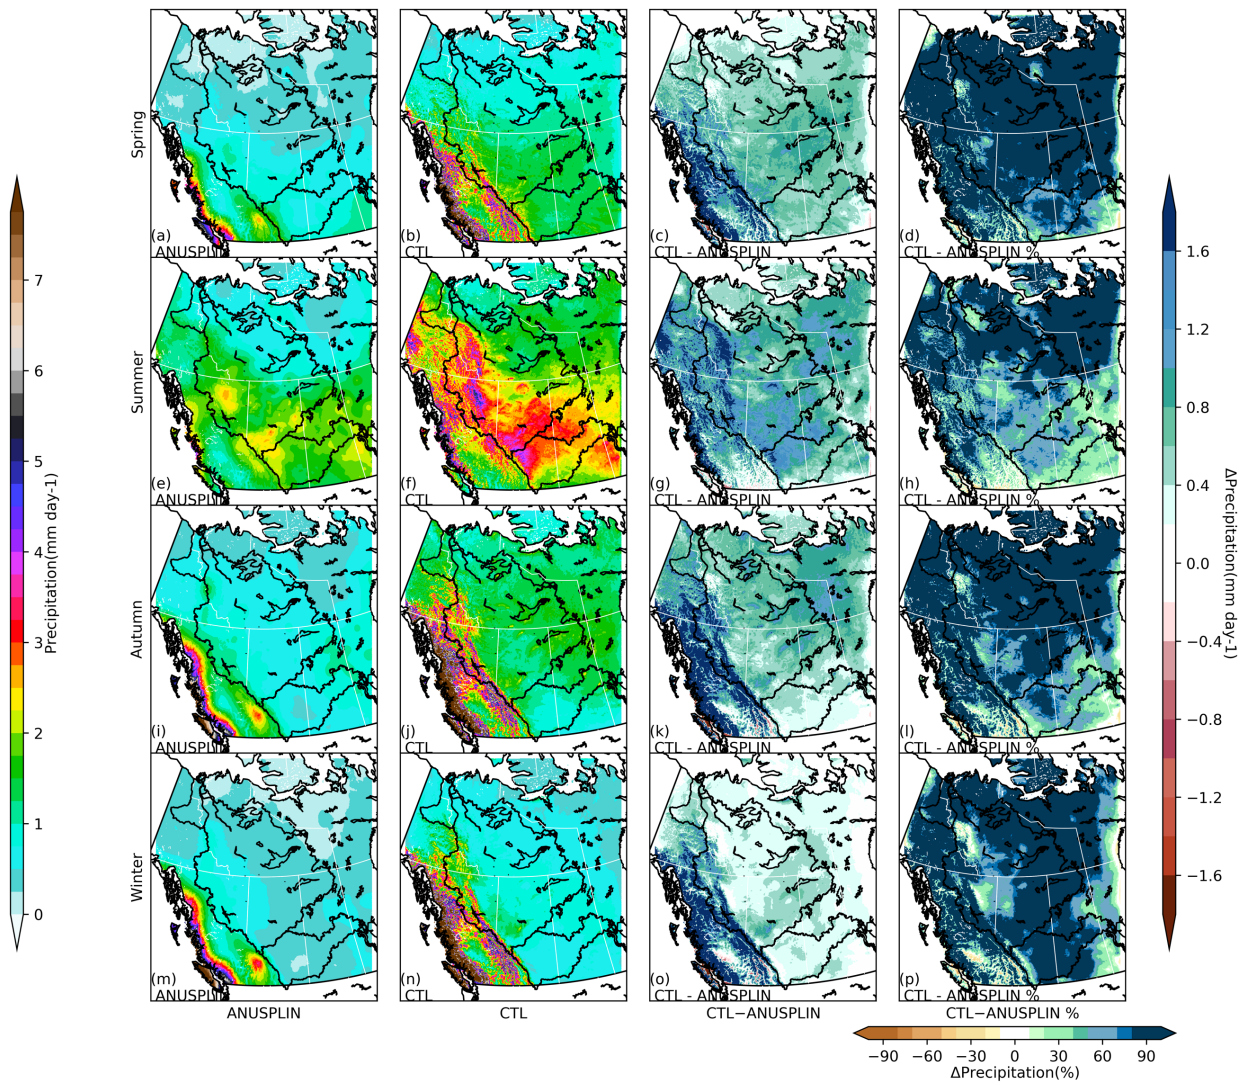 Spring
(a)
ANUSPLIN
(b)
CTL
(c)
CTL - ANUSPLIN
(d)
CTL - ANUSPLIN %
Summer
(e)
ANUSPLIN
(f)
CTL
(g)
CTL - ANUSPLIN
(h)
CTL - ANUSPLIN %
Autumn
(i)
ANUSPLIN
(j)
CTL
(k)
CTL - ANUSPLIN
(l)
CTL - ANUSPLIN %
Winter
(m)
ANUSPLIN
(n)
CTL
(o)
CTL - ANUSPLIN
(p)
CTL - ANUSPLIN %
ANUSPLIN
CTL
CTL−ANUSPLIN
CTL−ANUSPLIN %
7
6
5
4
3
2
1
0
Precipitation(mm day-1)
1.6
1.2
0.8
0.4
0.0
−0.4
−0.8
−1.2
−1.6
ΔPrecipitation(mm day-1)
−90 −60 −30 0 30 60 90
ΔPrecipitation(%)